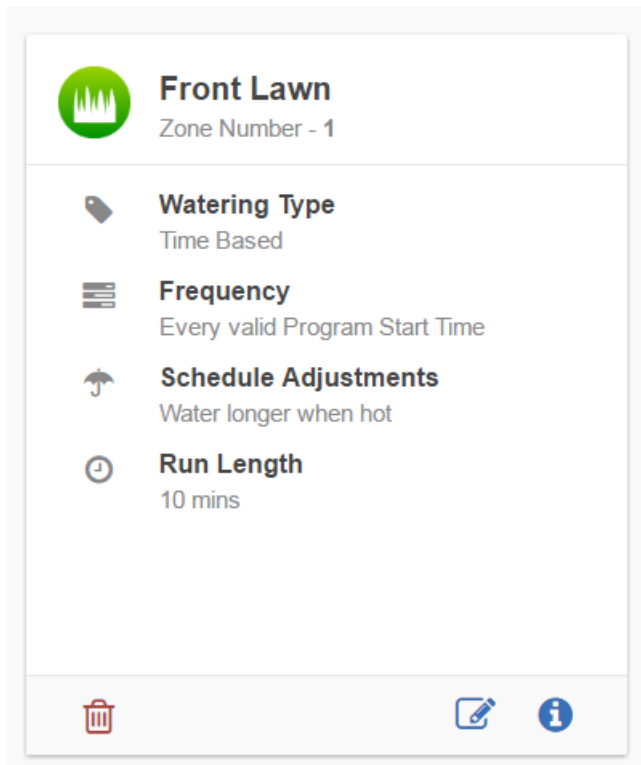 Front Lawn
Zone Number - 1
Watering Type
Time Based
Frequency
Every valid Program Start Time
Schedule Adjustments
Water longer when hot
Run Length
10 mins